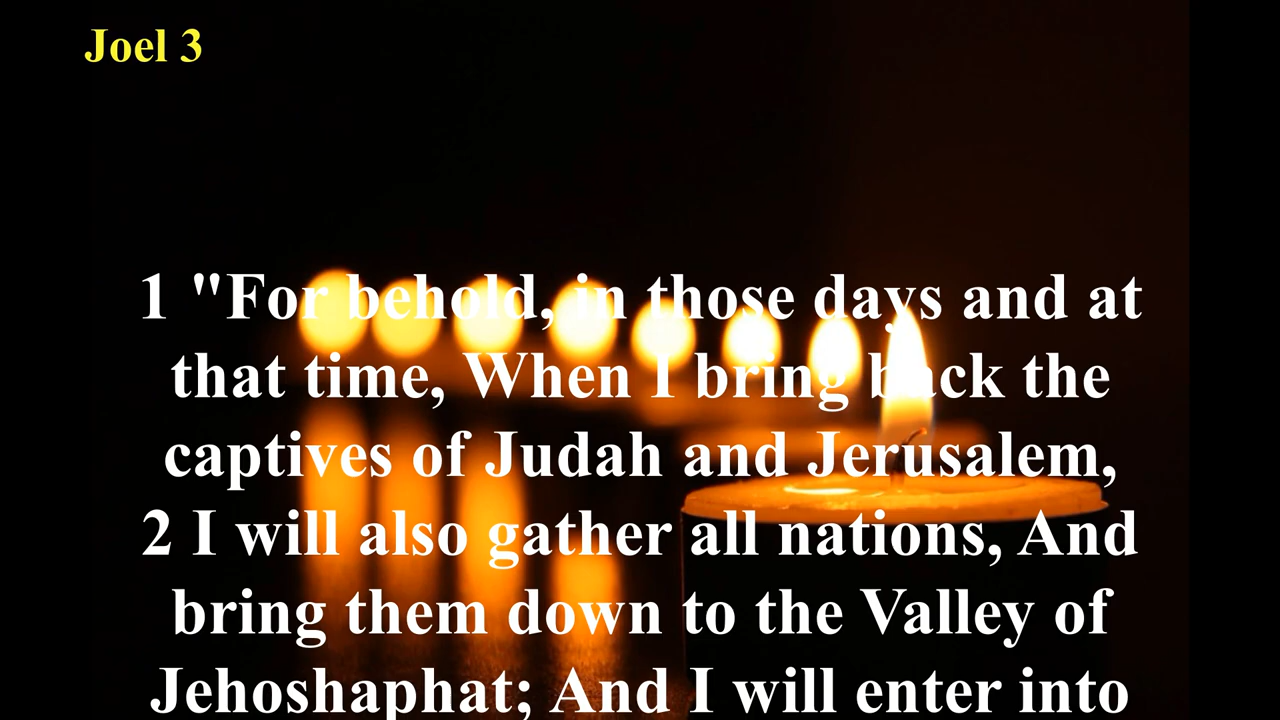 Joel 3
1 "For behold, in those days and at
that time, When I bring back the
captives of Judah and Jerusalem,
2 I will also gather all nations, And
bring them down to the Valley of
Jehoshaphat; And I will enter into